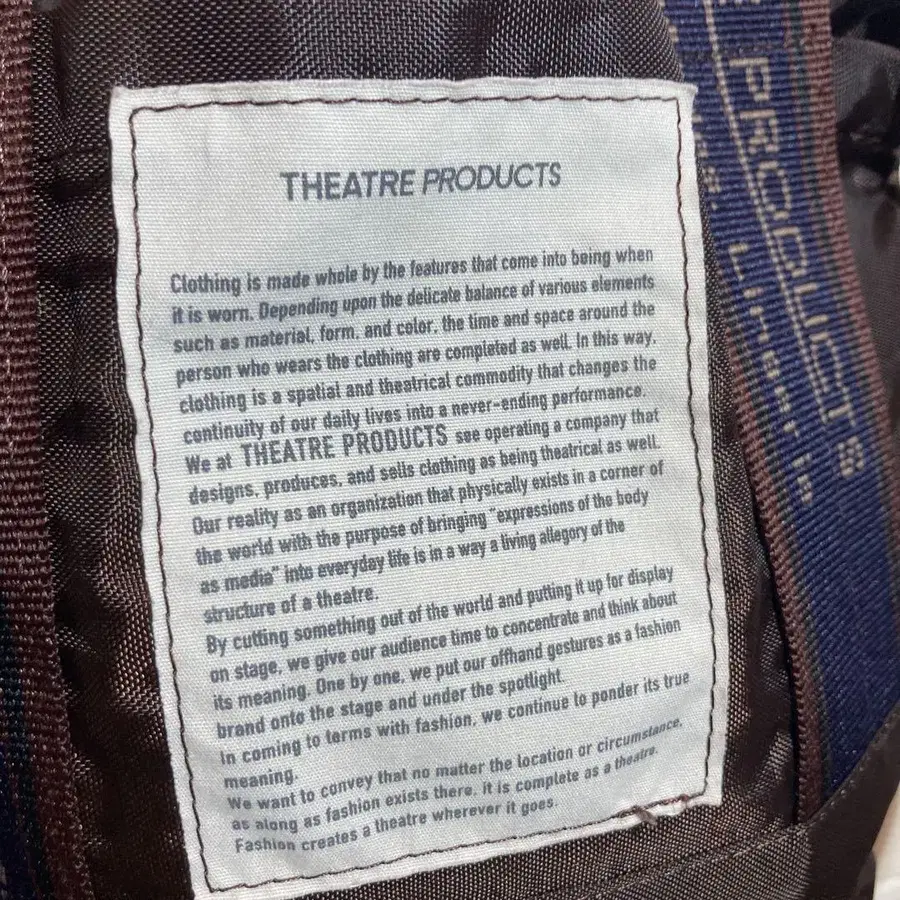 THEATRE PRODUCTS
Clothing is made whole by the features that come into being when
it is worn. Depending upon the delicate balance of various elements
such as material, form, and color, the time and space around the
person who wears the clothing are completed as well. In this way,
clothing is a spatial and theatrical commodity that changes the
continuity of our daily lives into a never-ending performance.
We at THEATRE PRODUCTS see operating a company that
designs, produces, and sells clothing as being theatrical as well.
Our reality as an organization that physically exists in a corner of
the world with the purpose of bringing "expressions of the body
as media" into everyday life is in a way a living allegory of the
structure of a theatre.
By cutting something out of the world and putting it up for display
on stage, we give our audience time to concentrate and think about
its meaning. One by one, we put our offhand gestures as a fashion
brand onto the stage and under the spotlight.
In coming to terms with fashion, we continue to ponder its true
meaning.
We want to convey that no matter the location or circumstance,
as along as fashion exists there, it is complete as a theatre.
Fashion creates a theatre wherever it goes.
PRODUCTS
in